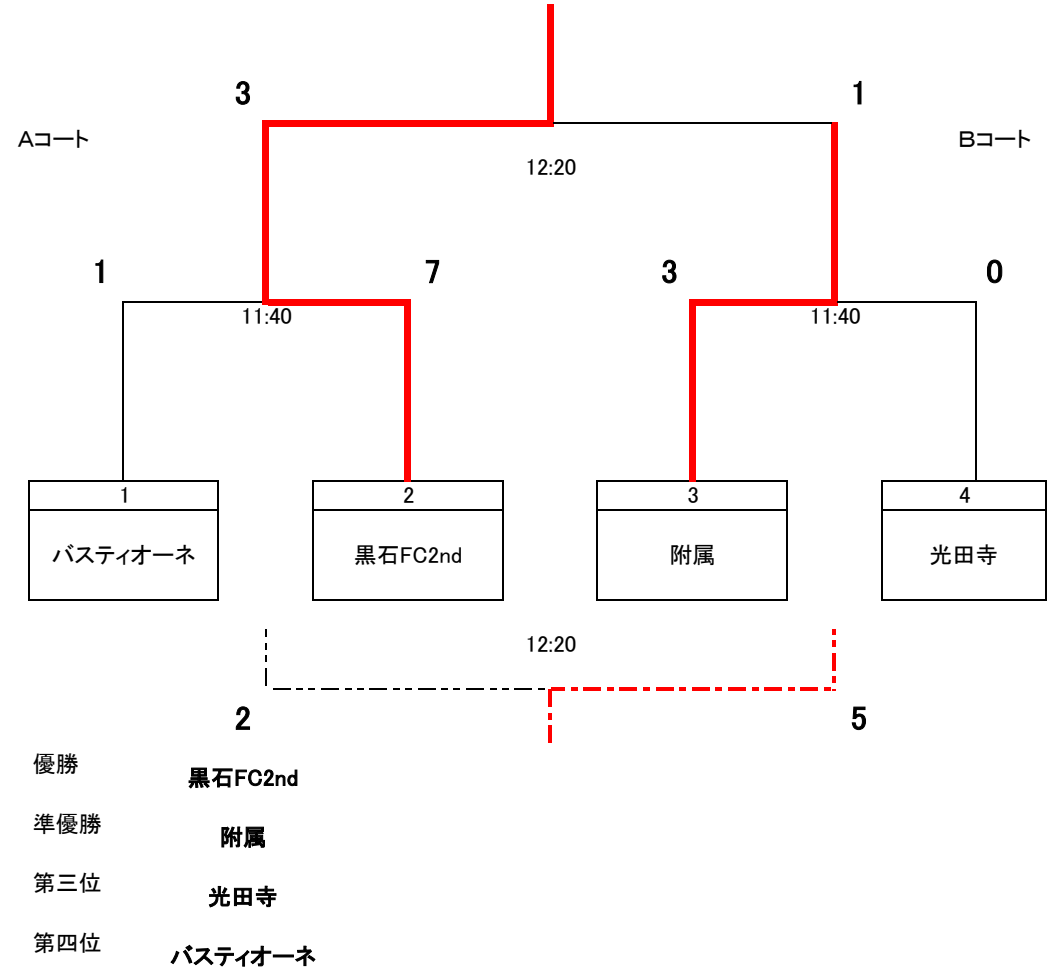 3 1
Aコート Bコート
12:20
1 7 3 0
11:40 11:40
1 2 3 4
バスティオーネ 黒石FC2nd 附属 光田寺
12:20
2 5
優勝 黒石FC2nd
準優勝 附属
第三位 光田寺
第四位 バスティオーネ